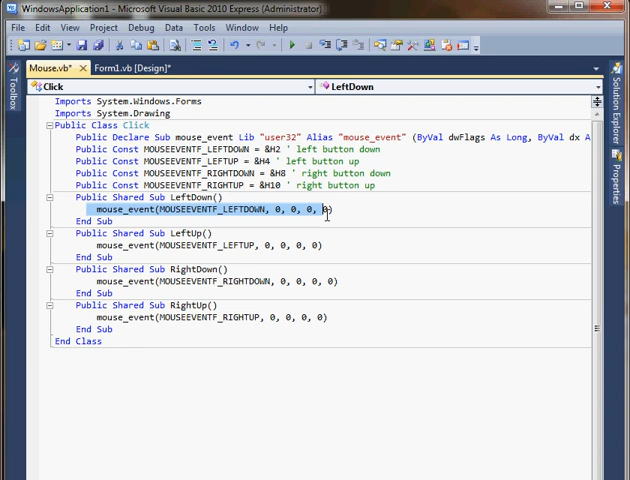 WindowsApplication1 - Microsoft Visual Basic 2010 Express (Administrator)
File Edit View Project Debug Data Tools Window Help
Mouse.vb* Form1.vb [Design]*
Click LeftDown
Toolbox
Solution Explorer
Properties
Imports System.Windows.Forms
Imports System.Drawing
Public Class Click
Public Declare Sub mouse_event Lib "user32" Alias "mouse_event" (ByVal dwFlags As Long, ByVal dx A
Public Const MOUSEEVENTF_LEFTDOWN = &H2 ' left button down
Public Const MOUSEEVENTF_LEFTUP = &H4 ' left button up
Public Const MOUSEEVENTF_RIGHTDOWN = &H8 ' right button down
Public Const MOUSEEVENTF_RIGHTUP = &H10 ' right button up
Public Shared Sub LeftDown()
mouse_event(MOUSEEVENTF_LEFTDOWN, 0, 0, 0, 0)
End Sub
Public Shared Sub LeftUp()
mouse_event(MOUSEEVENTF_LEFTUP, 0, 0, 0, 0)
End Sub
Public Shared Sub RightDown()
mouse_event(MOUSEEVENTF_RIGHTDOWN, 0, 0, 0, 0)
End Sub
Public Shared Sub RightUp()
mouse_event(MOUSEEVENTF_RIGHTUP, 0, 0, 0, 0)
End Sub
End Class